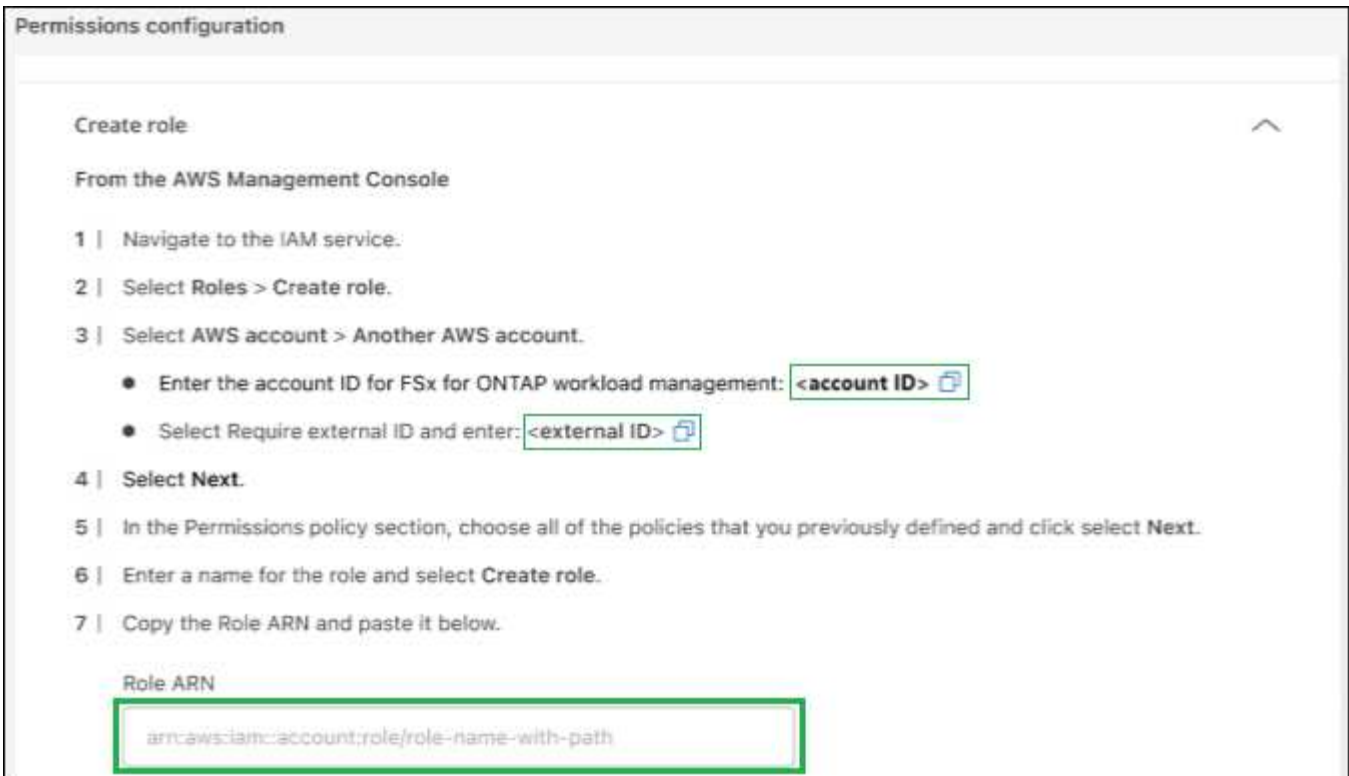 Permissions configuration
Create role
From the AWS Management Console
1 | Navigate to the IAM service.
2 | Select Roles > Create role.
3 | Select AWS account > Another AWS account.
• Enter the account ID for FSx for ONTAP workload management: <account ID>
• Select Require external ID and enter: <external ID>
4 | Select Next.
5 | In the Permissions policy section, choose all of the policies that you previously defined and click select Next.
6 | Enter a name for the role and select Create role.
7 | Copy the Role ARN and paste it below.
Role ARN
arn:aws:iam::account:role/role-name-with-path